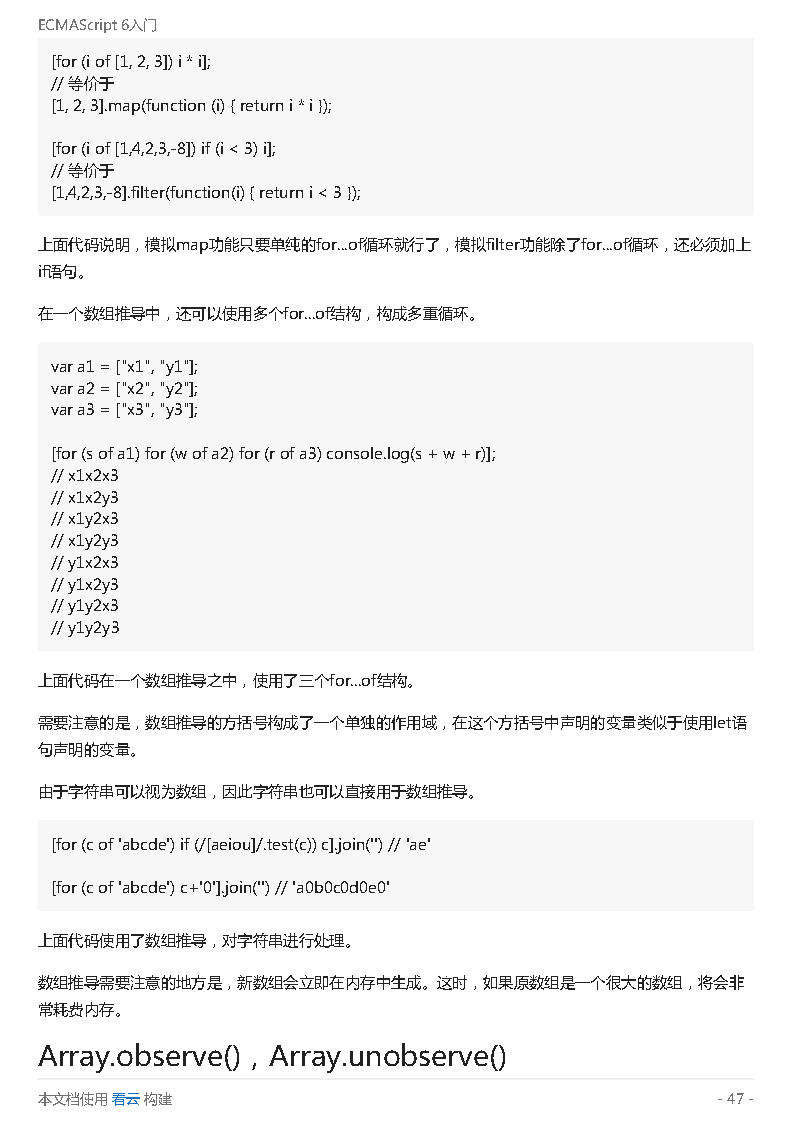 ECMAScript 6入门
[for (i of [1, 2, 3]) i * i];
// 等价于
[1, 2, 3].map(function (i) { return i * i });
[for (i of [1,4,2,3,-8]) if (i < 3) i];
// 等价于
[1,4,2,3,-8].filter(function(i) { return i < 3 });
上面代码说明，模拟map功能只要单纯的for...of循环就行了，模拟filter功能除了for...of循环，还必须加上
if语句。
在一个数组推导中，还可以使用多个for...of结构，构成多重循环。
var a1 = ["x1", "y1"];
var a2 = ["x2", "y2"];
var a3 = ["x3", "y3"];
[for (s of a1) for (w of a2) for (r of a3) console.log(s + w + r)];
// x1x2x3
// x1x2y3
// x1y2x3
// x1y2y3
// y1x2x3
// y1x2y3
// y1y2x3
// y1y2y3
上面代码在一个数组推导之中，使用了三个for...of结构。
需要注意的是，数组推导的方括号构成了一个单独的作用域，在这个方括号中声明的变量类似于使用let语
句声明的变量。
由于字符串可以视为数组，因此字符串也可以直接用于数组推导。
[for (c of 'abcde') if (/[aeiou]/.test(c)) c].join('') // 'ae'
[for (c of 'abcde') c+'0'].join('') // 'a0b0c0d0e0'
上面代码使用了数组推导，对字符串进行处理。
数组推导需要注意的地方是，新数组会立即在内存中生成。这时，如果原数组是一个很大的数组，将会非
常耗费内存。
Array.observe()，Array.unobserve()
本文档使用 看云 构建
- 47 -